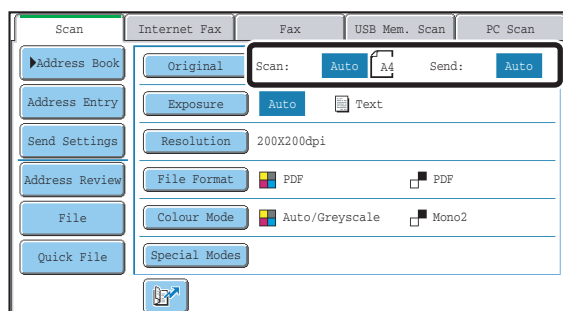 Scan Internet Fax Fax USB Mem. Scan PC Scan
Address Book Original Scan: Auto A4 Send: Auto
Address Entry Exposure Auto Text
Send Settings Resolution 200X200dpi
Address Review File Format PDF PDF
File Colour Mode Auto/Greyscale Mono2
Quick File Special Modes